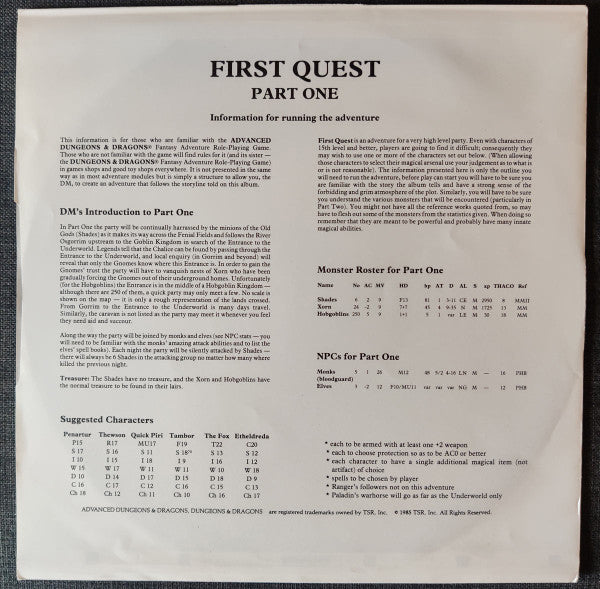 FIRST QUEST
PART ONE
Information for running the adventure
This information is for those who are familiar with the ADVANCED
DUNGEONS & DRAGONS® Fantasy Adventure Role-Playing Game.
Those who are not familiar with the game will find rules for it (and its sister —
the DUNGEONS & DRAGONS® Fantasy Adventure Role-Playing Game)
in games shops and good toy shops everywhere. It is not presented in the same
way as in most adventure modules but is simply a structure to allow you, the
DM, to create an adventure that follows the storyline told on this album.
DM's Introduction to Part One
In Part One the party will be continually harrassed by the minions of the Old
Gods (Shades) as it makes its way across the Fenial Fields and follows the River
Osgorrim upstream to the Goblin Kingdom in search of the Entrance to the
Underworld. Legends tell that the Chalice can be found by passing through the
Entrance to the Underworld, and local enquiry (in Gorrim and beyond) will
reveal that only the Gnomes know where this Entrance is. In order to gain the
Gnomes' trust the party will have to vanquish nests of Xorn who have been
gradually forcing the Gnomes out of their underground homes. Unfortunately
(for the Hobgoblins) the Entrance is in the middle of a Hobgoblin Kingdom —
although there are 250 of them, a quick party may only meet a few. No scale is
shown on the map — it is only a rough representation of the lands crossed.
From Gorrim to the Entrance to the Underworld is many days travel.
Similarly, the caravan is not listed as the party may meet it whenever you feel
they need aid and succour.
Along the way the party will be joined by monks and elves (see NPC stats — you
will need to be familiar with the monks' amazing attack abilities and to list the
elves' spell books). Each night the party will be silently attacked by Shades —
there will always be 6 Shades in the attacking group no matter how many where
killed the previous night.
Treasure: The Shades have no treasure, and the Xorn and Hobgoblins have
the normal treasure to be found in their lairs.
First Quest is an adventure for a very high level party. Even with characters of
15th level and better, players are going to find it difficult; consequently they
may wish to use one or more of the characters set out below. (When allowing
those characters to select their magical arsenal use your judgement as to what is
or is not reasonable). The information presented here is only the outline you
will need to run the adventure, before play can start you will have to be sure you
are familiar with the story the album tells and have a strong sense of the
forbidding and grim atmosphere of the plot. Similarly, you will have to be sure
you understand the various monsters that will be encountered (particularly in
Part Two). You might not have all the reference works quoted from, so may
have to flesh out some of the monsters from the statistics given. When doing so
remember that they are meant to be powerful and probably have many innate
magical abilities.
Monster Roster for Part One
Name No AC MV HD hp AT D AL S xp THACO Ref
Shades 6 2 9 F13 81 1 3-11 CE M 2950 8 MMII
Xorn 24 -2 9 7+7 45 4 N M 1725 13 MM
Hobgoblins 250 5 9 1+1 5 1 var LE M 30 18 MM
NPCs for Part One
Monks 5 1 26 M12 48 5/2 4-16 LN M — 16 PHB
(bloodguard)
Elves 3 -2 12 F10/MU11 var var var NG M — 12 PHB
Suggested Characters
Penartur Thewson Quick Piri Tambor The Fox Etheldreda
P15 R17 MU17 F19 T22 C20
S 17 S 16 S 11 S 18 S 13 S 12
I 10 I 15 I 18 I 9 I 16 I 12
W 15 W 17 W 11 W 11 W 10 W 18
D 10 D 14 D 17 D 15 D 18 D 9
C 16 C 17 C 12 C 16 C 15 C 13
Ch 18 Ch 12 Ch 11 Ch 10 Ch 16 Ch 17
* each to be armed with at least one +2 weapon
* each to choose protection so as to be AC0 or better
* each character to have a single additional magical item (not
artifact) of choice
* spells to be chosen by player
* Ranger's followers not on this adventure
* Paladin's warhorse will go as far as the Underworld only
ADVANCED DUNGEONS & DRAGONS, DUNGEONS & DRAGONS are registered trademarks owned by TSR, Inc. © 1985 TSR, Inc. All Rights Reserved.